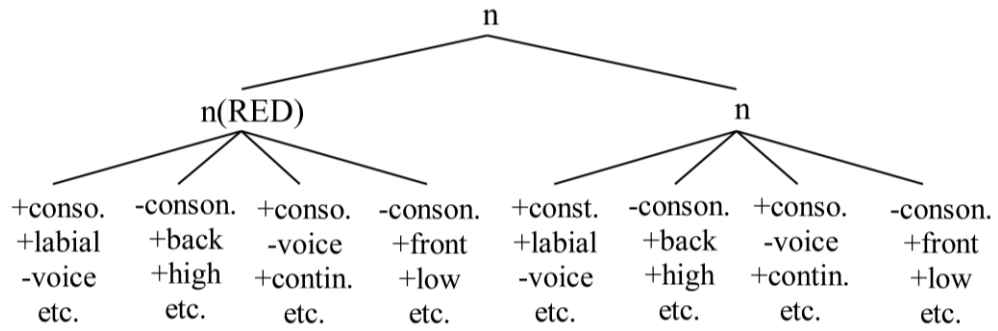 n
n(RED) n
+conso. -conson. +conso. -conson. +const. -conson. +conso. -conson.
+labial +back -voice +front +labial +back -voice +front
-voice +high +contin. +low -voice +high +contin. +low
etc. etc. etc. etc. etc. etc. etc. etc.